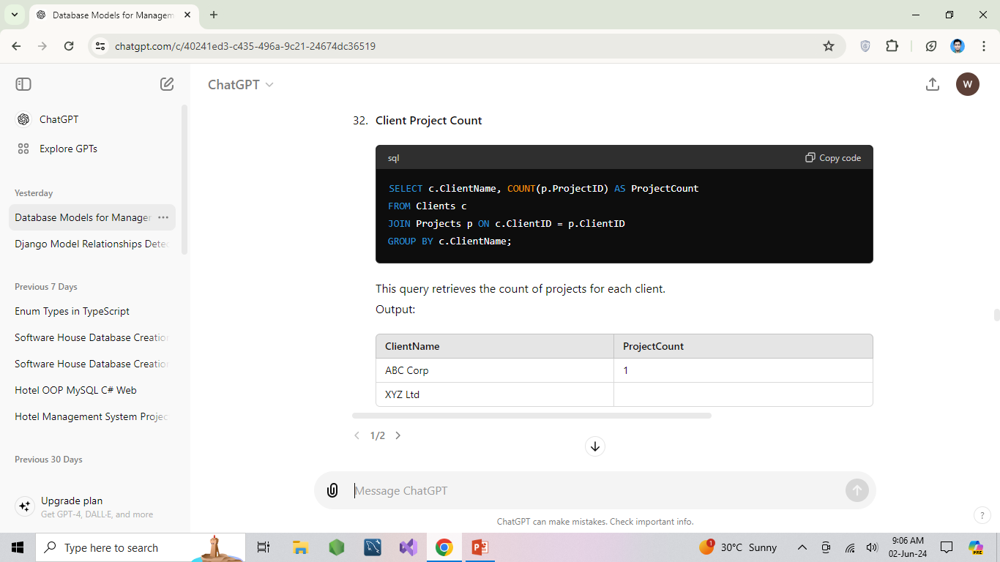 Database Models for Managem
chatgpt.com/c/40241ed3-c435-496a-9c21-24674dc36519
ChatGPT
Explore GPTs
Yesterday
Database Models for Manager
Django Model Relationships Dete
Previous 7 Days
Enum Types in TypeScript
Software House Database Creation
Software House Database Creation
Hotel OOP MySQL C# Web
Hotel Management System Projec
Previous 30 Days
Upgrade plan
Get GPT-4, DALL·E, and more
ChatGPT
W
32. Client Project Count
sql
Copy code
SELECT c.ClientName, COUNT(p.ProjectID) AS ProjectCount
FROM Clients c
JOIN Projects p ON c.ClientID = p.ClientID
GROUP BY c.ClientName;
This query retrieves the count of projects for each client.
Output:
ClientName ProjectCount
ABC Corp 1
XYZ Ltd
1/2
Message ChatGPT
ChatGPT can make mistakes. Check important info.
?
Type here to search
1
30°C Sunny
9:06 AM
02-Jun-24
PRE